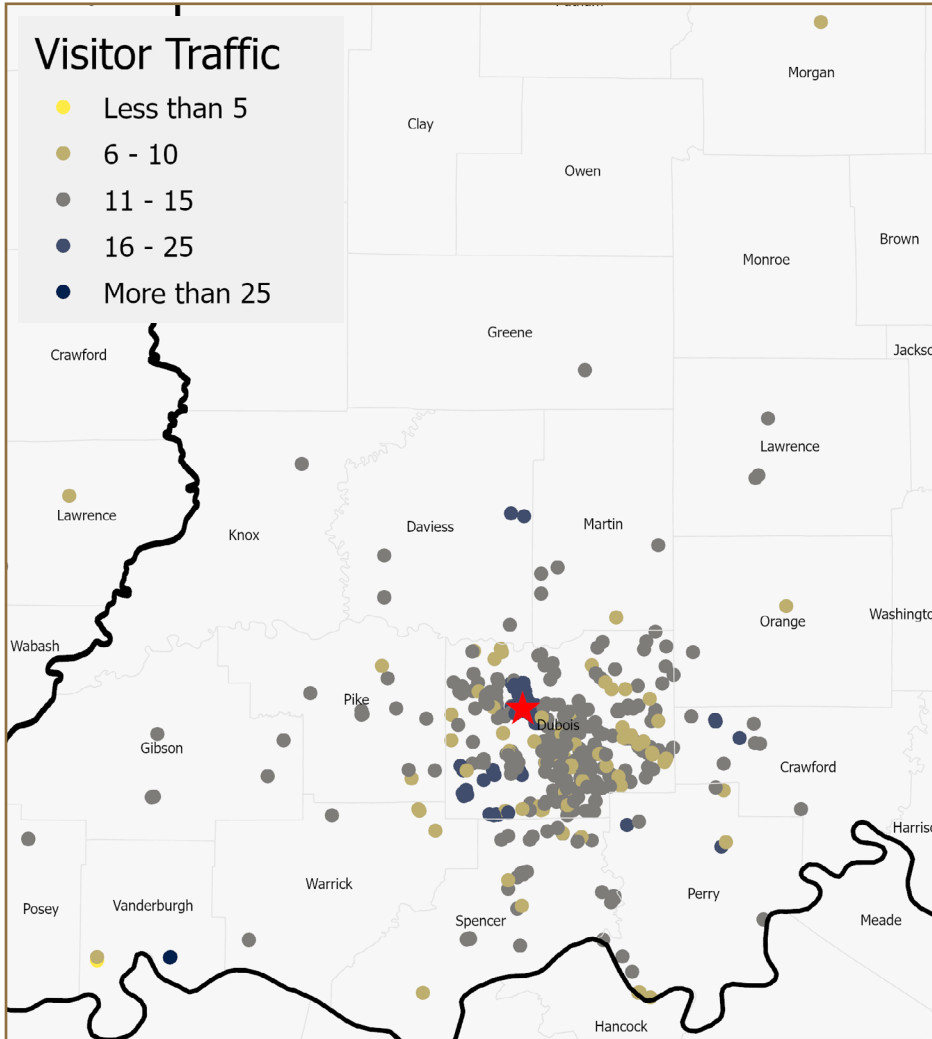 Visitor Traffic
Less than 5
6 - 10
11 - 15
16 - 25
More than 25
Morgan
Clay
Owen
Brown
Monroe
Greene
Jackso
Crawford
Lawrence
Lawrence
Daviess
Martin
Knox
Orange
Washingto
Wabash
Pike
Dubois
Gibson
Crawford
Harriso
Warrick
Perry
Posey
Vanderburgh
Spencer
Meade
Hancock